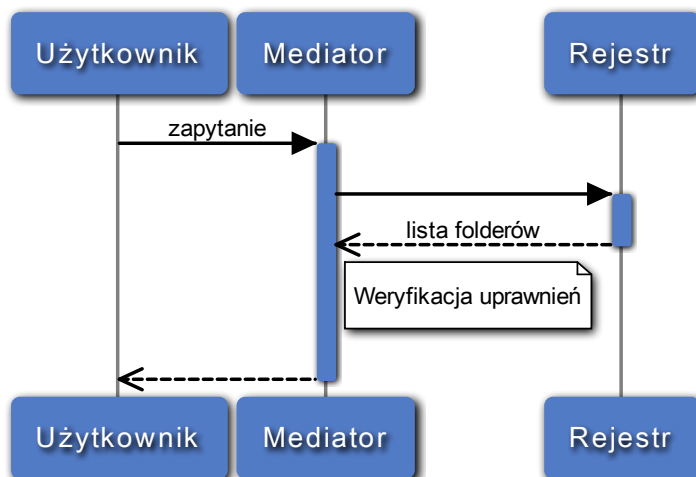 Użytkownik
Mediator
Rejestr
zapytanie
lista folderów
Weryfikacja uprawnień
Użytkownik
Mediator
Rejestr